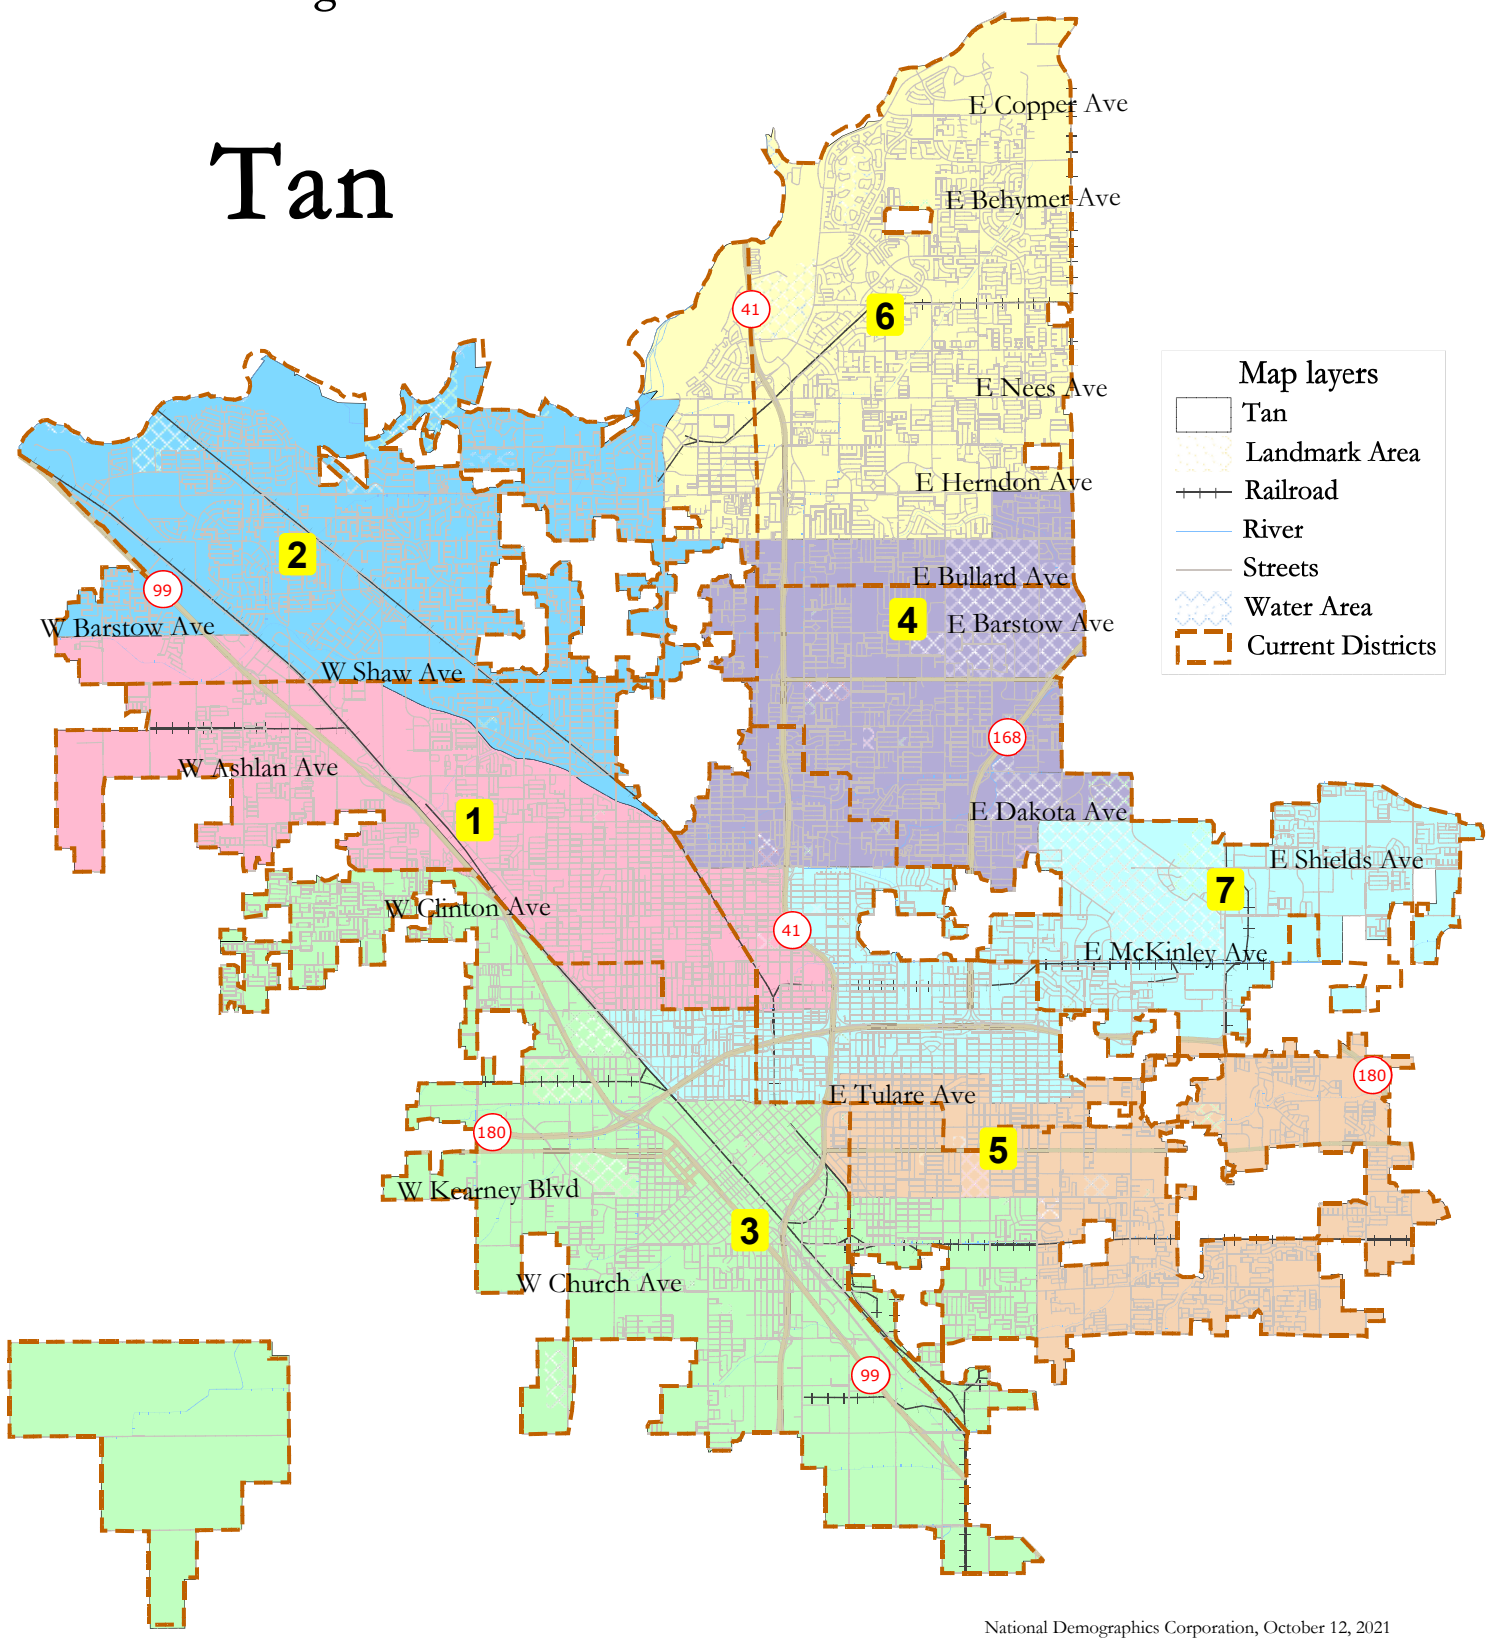 Tan
E Copper Ave
E Behymer Ave
41
6
E Nees Ave
Map layers
Tan
Landmark Area
Railroad
River
Streets
Water Area
Current Districts
E Herndon Ave
2
E Bullard Ave
99
4
E Barstow Ave
W Barstow Ave
W Shaw Ave
168
W Ashlan Ave
1
E Dakota Ave
E Shields Ave
7
W Clinton Ave
41
E McKinley Ave
180
E Tulare Ave
180
5
W Kearney Blvd
3
W Church Ave
99
National Demographics Corporation, October 12, 2021